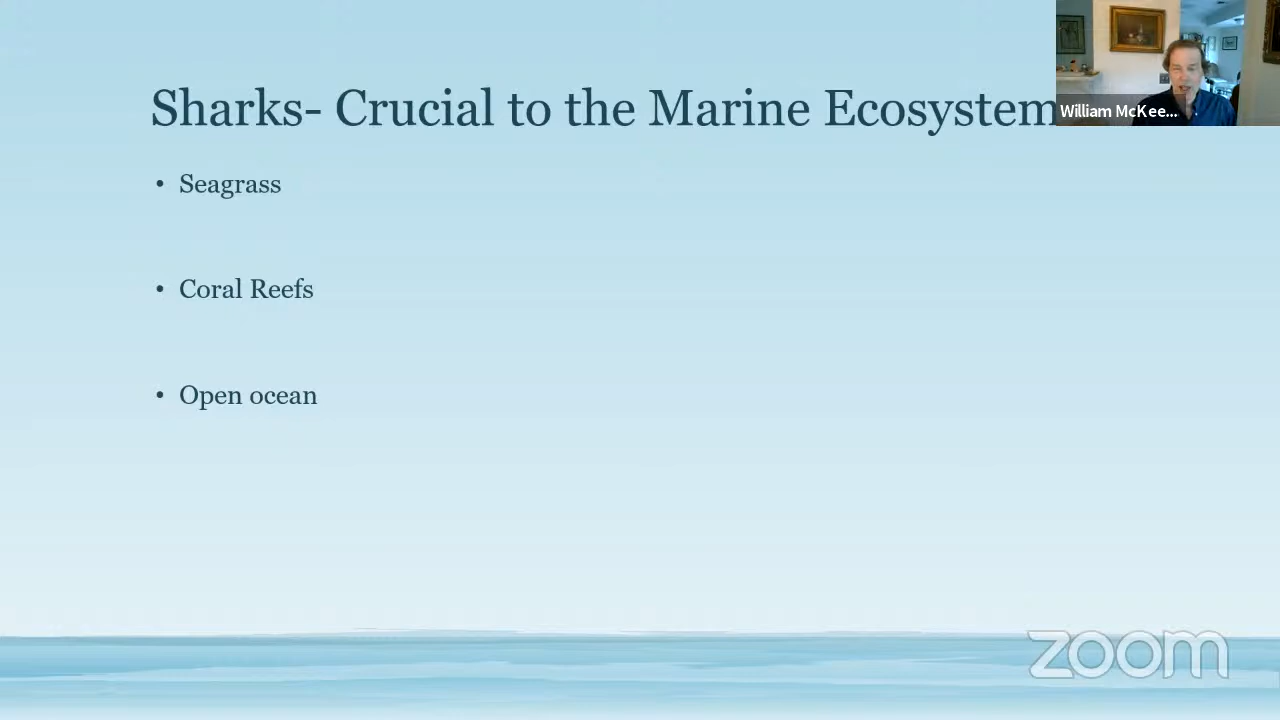 Sharks- Crucial to the Marine Ecosystem
William McKee...
• Seagrass
• Coral Reefs
• Open ocean
zoom